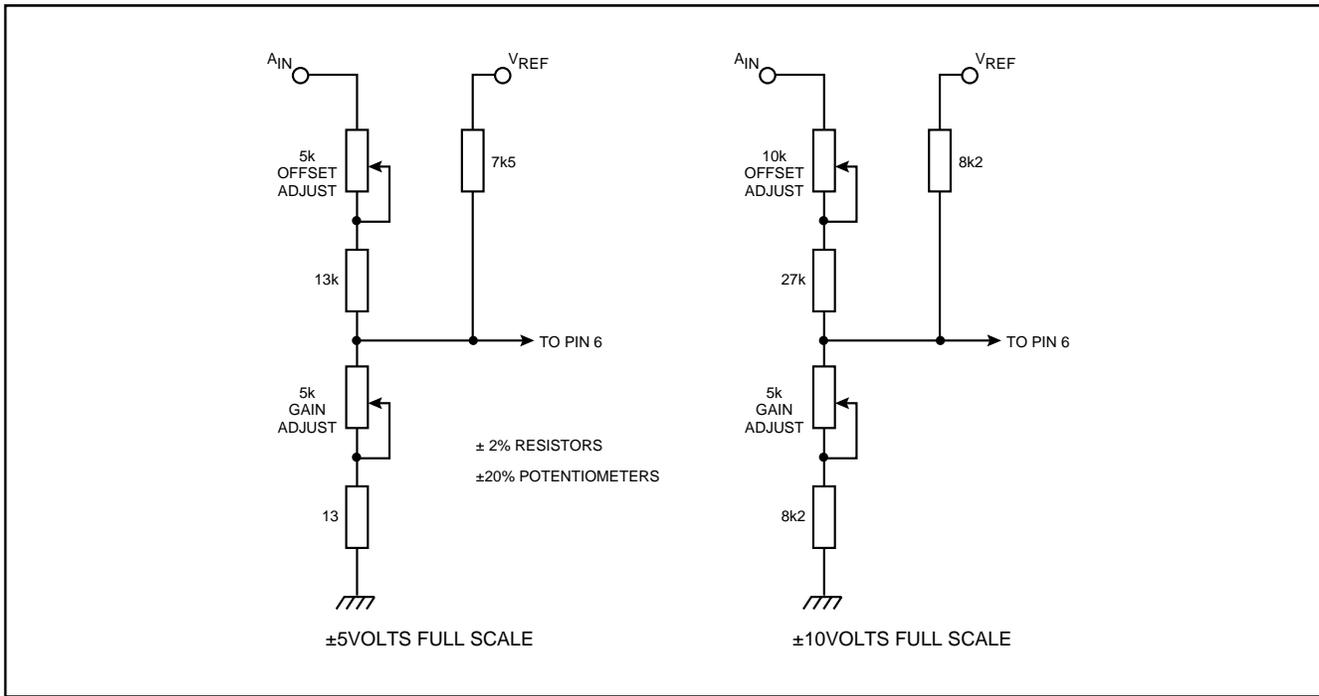 AIN
VREF
5k
OFFSET
ADJUST
7k5
13k
TO PIN 6
5k
GAIN
ADJUST
± 2% RESISTORS
±20% POTENTIOMETERS
13
±5VOLTS FULL SCALE
AIN
VREF
10k
OFFSET
ADJUST
8k2
27k
TO PIN 6
5k
GAIN
ADJUST
8k2
±10VOLTS FULL SCALE